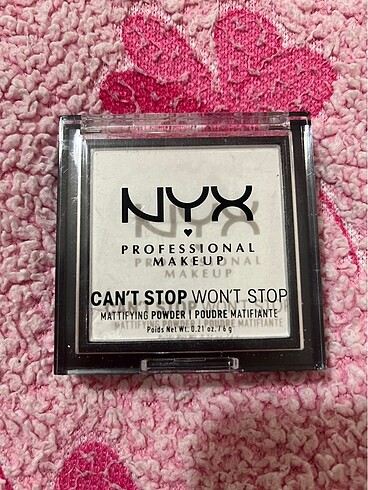 NYX
PROFESSIONAL
MAKEUP
CAN'T STOP WON'T STOP
MATTIFYING POWDER | POUDRE MATIFIANTE
Poids Net Wt. 0.21 oz. / 6 g